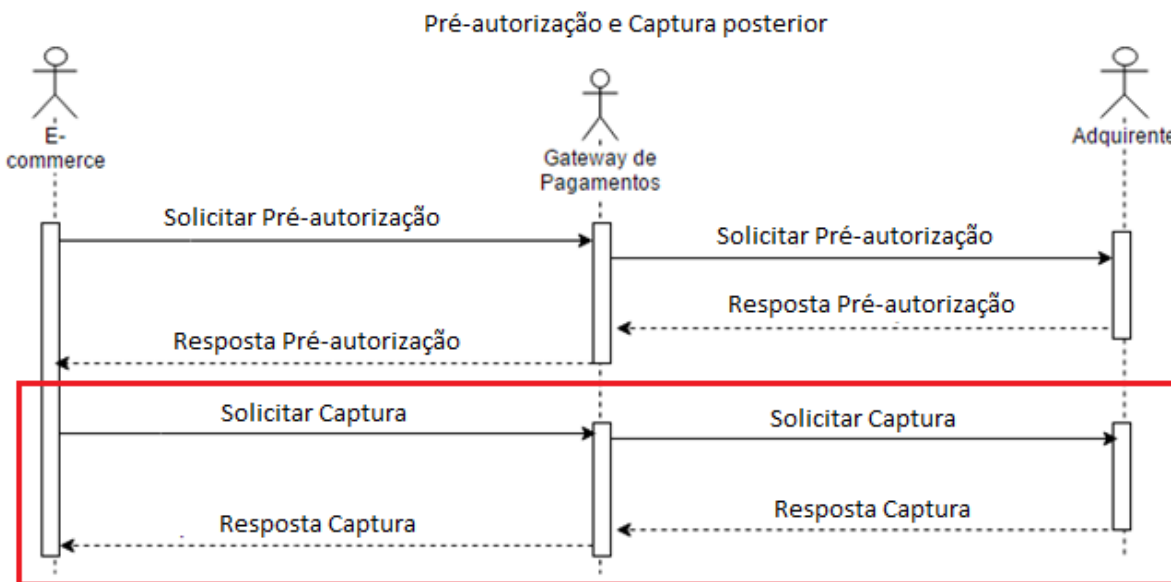 Pré-autorização e Captura posterior
E-
commerce
Gateway de
Pagamentos
Adquirente
Solicitar Pré-autorização
Solicitar Pré-autorização
Resposta Pré-autorização
Resposta Pré-autorização
Solicitar Captura
Solicitar Captura
Resposta Captura
Resposta Captura